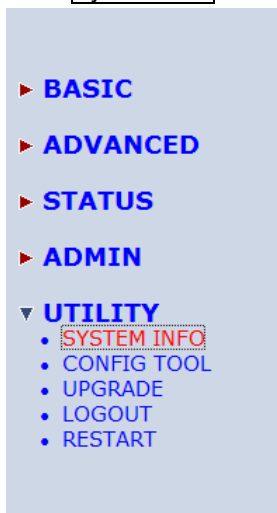 BASIC
ADVANCED
STATUS
ADMIN
UTILITY
SYSTEM INFO
CONFIG TOOL
UPGRADE
LOGOUT
RESTART